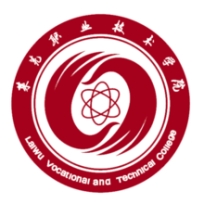 莱芜职业技术学院
Laiwu Vocational and Technical College